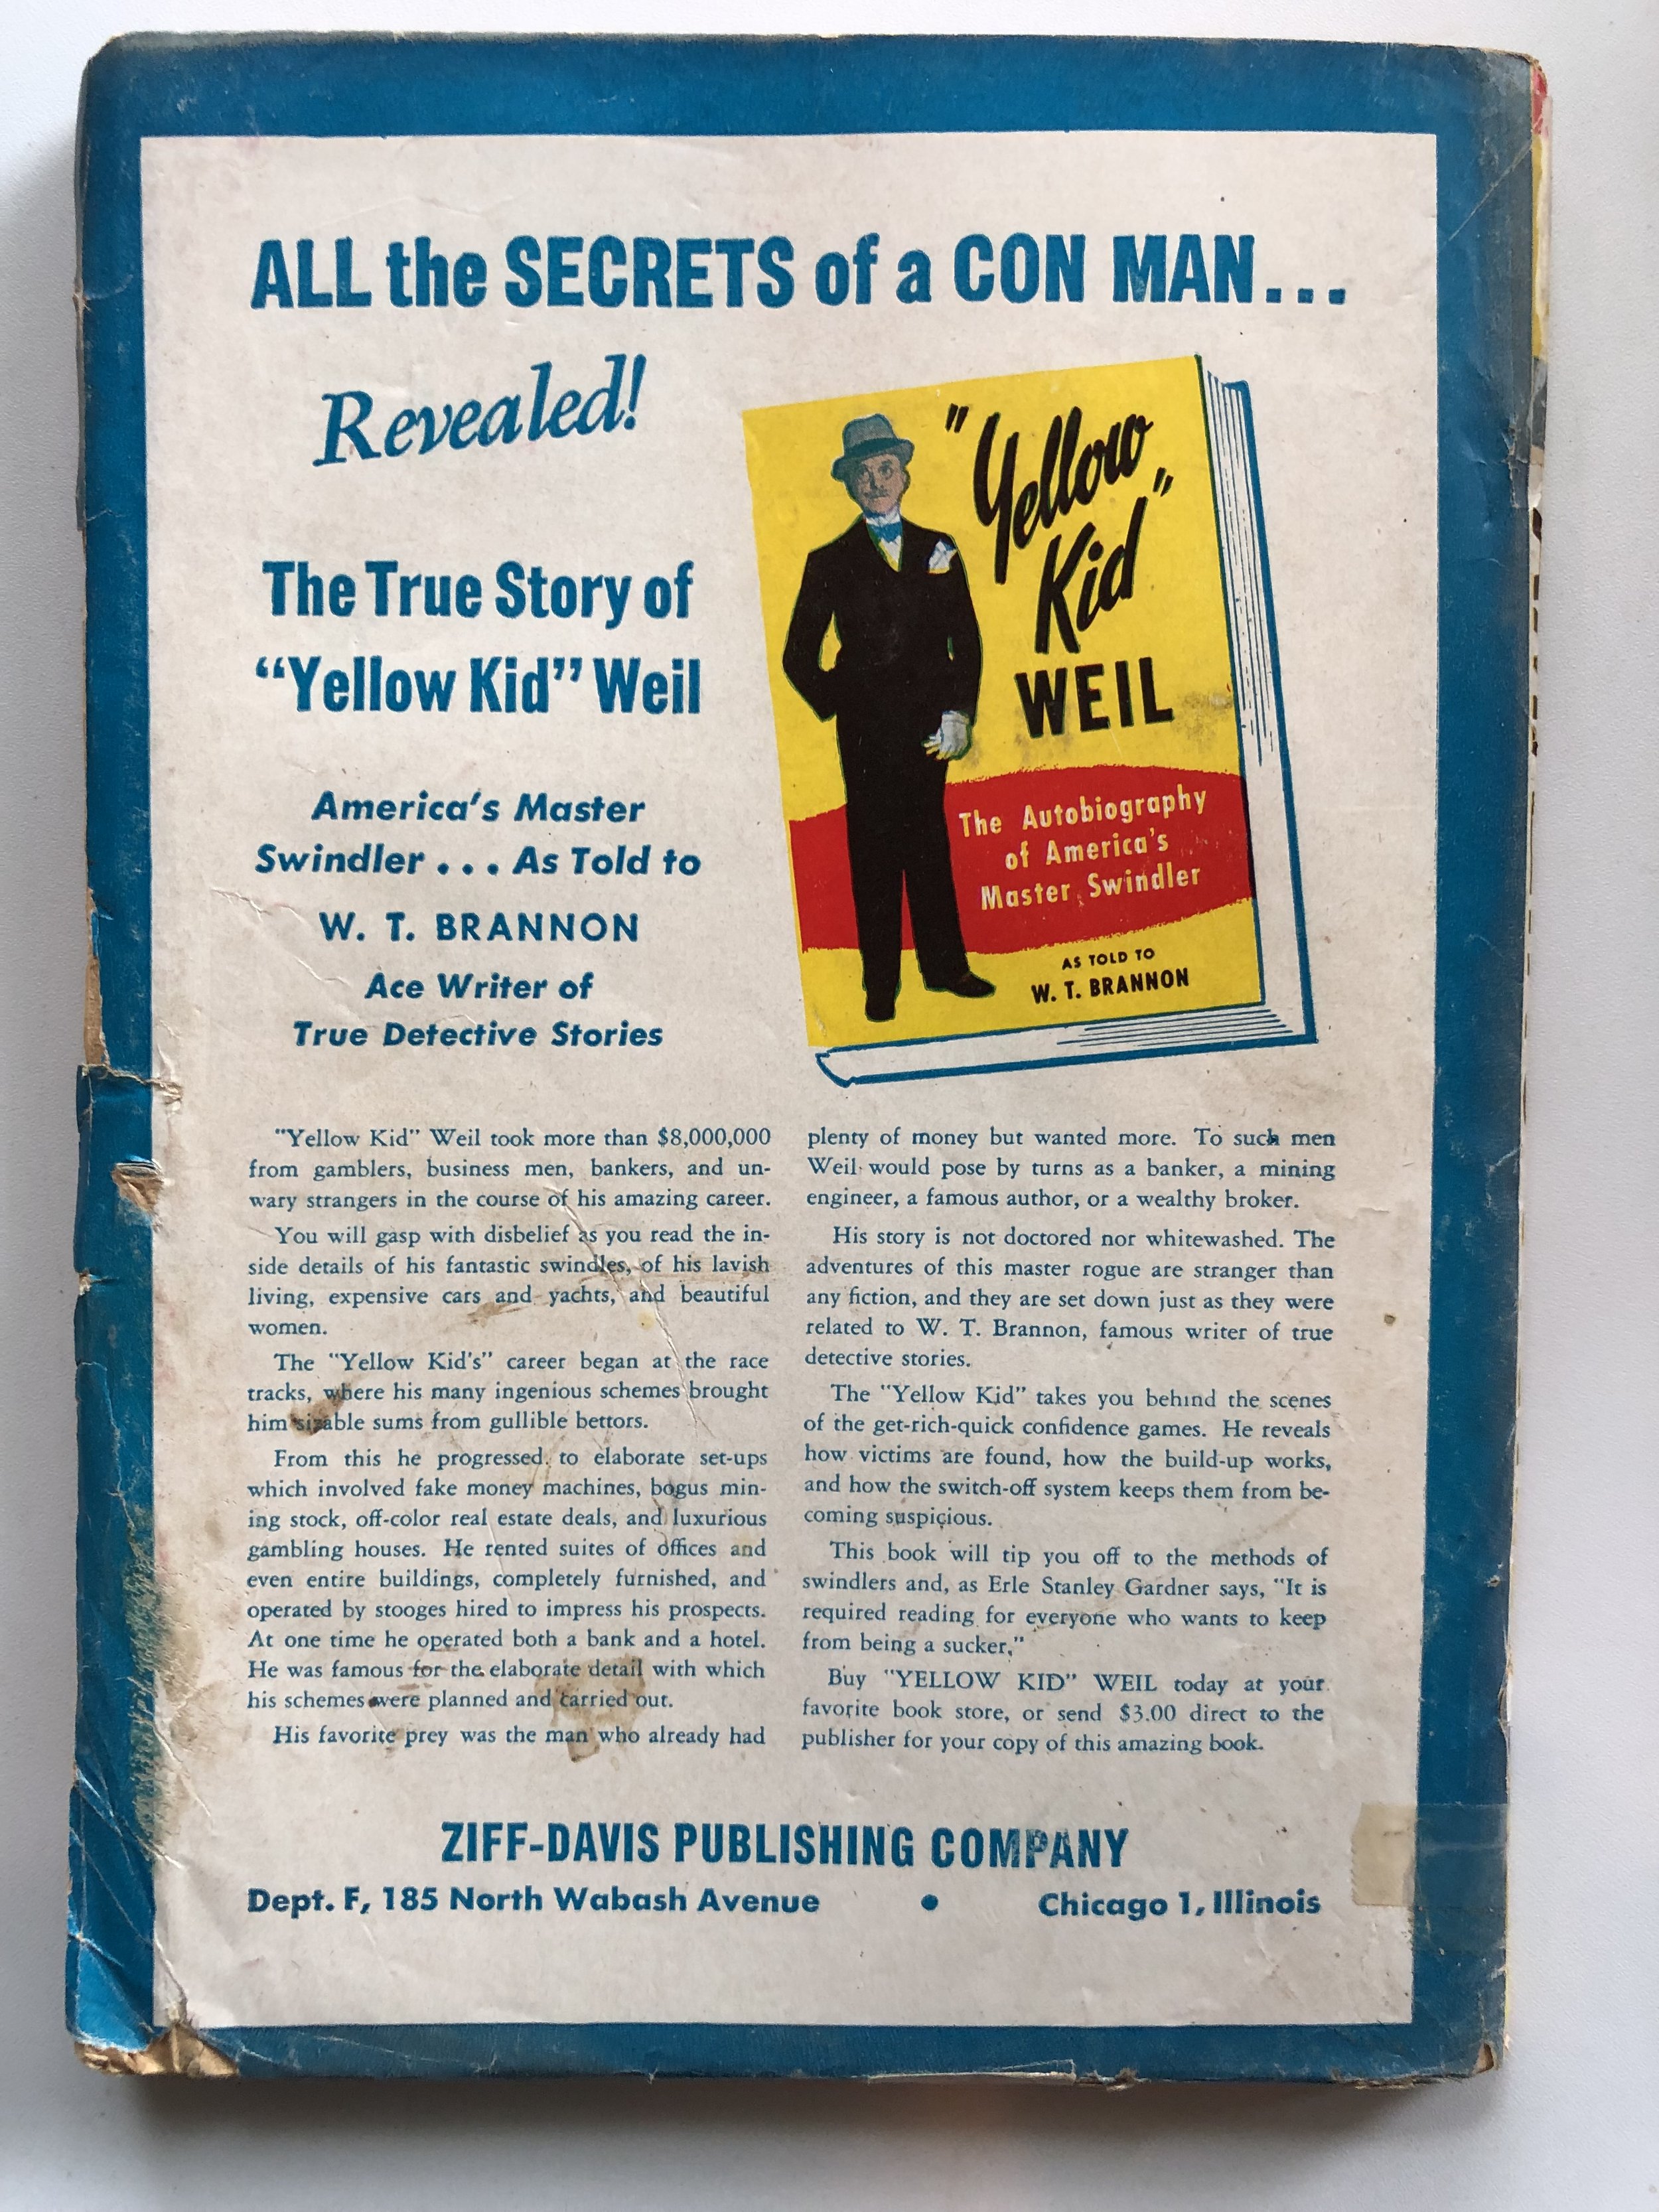 ALL the SECRETS of a CON MAN...
Revealed!
The True Story of
“Yellow Kid” Weil
America's Master
Swindler . . . As Told to
W. T. BRANNON
Ace Writer of
True Detective Stories
"Yellow
Kid"
WEIL
The Autobiography
of America's
Master Swindler
AS TOLD TO
W. T. BRANNON
"Yellow Kid" Weil took more than $8,000,000
from gamblers, business men, bankers, and un-
wary strangers in the course of his amazing career.
You will gasp with disbelief as you read the in-
side details of his fantastic swindles, of his lavish
living, expensive cars and yachts, and beautiful
women.
The "Yellow Kid's" career began at the race
tracks, where his many ingenious schemes brought
him sizable sums from gullible bettors.
From this he progressed to elaborate set-ups
which involved fake money machines, bogus min-
ing stock, off-color real estate deals, and luxurious
gambling houses. He rented suites of offices and
even entire buildings, completely furnished, and
operated by stooges hired to impress his prospects.
At one time he operated both a bank and a hotel.
He was famous for the elaborate detail with which
his schemes were planned and carried out.
His favorite prey was the man who already had
plenty of money but wanted more. To such men
Weil would pose by turns as a banker, a mining
engineer, a famous author, or a wealthy broker.
His story is not doctored nor whitewashed. The
adventures of this master rogue are stranger than
any fiction, and they are set down just as they were
related to W. T. Brannon, famous writer of true
detective stories.
The "Yellow Kid" takes you behind the scenes
of the get-rich-quick confidence games. He reveals
how victims are found, how the build-up works,
and how the switch-off system keeps them from be-
coming suspicious.
This book will tip you off to the methods of
swindlers and, as Erle Stanley Gardner says, "It is
required reading for everyone who wants to keep
from being a sucker,"
Buy "YELLOW KID" WEIL today at your
favorite book store, or send $3.00 direct to the
publisher for your copy of this amazing book.
ZIFF-DAVIS PUBLISHING COMPANY
Dept. F, 185 North Wabash Avenue • Chicago 1, Illinois